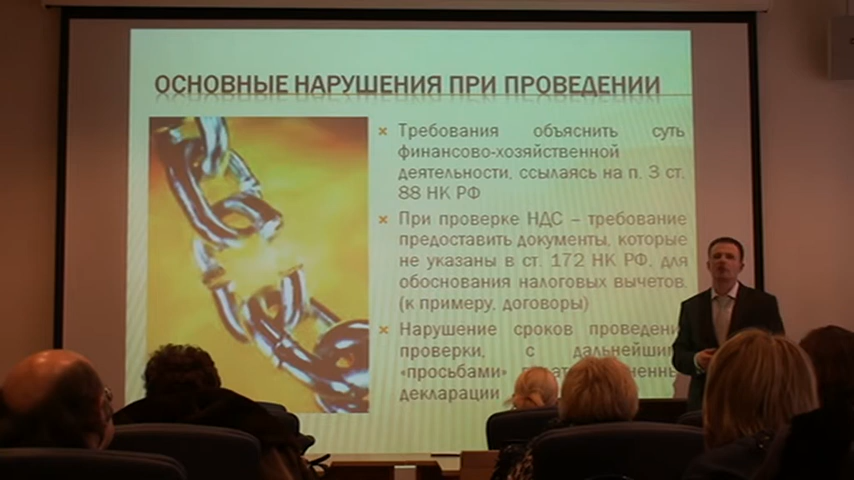 ОСНОВНЫЕ НАРУШЕНИЯ ПРИ ПРОВЕДЕНИИ
Требования объяснить суть
финансово-хозяйственной
деятельности, ссылаясь на п. 3 ст.
88 НК РФ
При проверке НДС – требование
предоставить документы, которые
не указаны в ст. 172 НК РФ, для
обоснования налоговых вычетов.
(к примеру, договоры)
Нарушение сроков проведени
проверки, с дальнейшим
«просьбами»
декларации